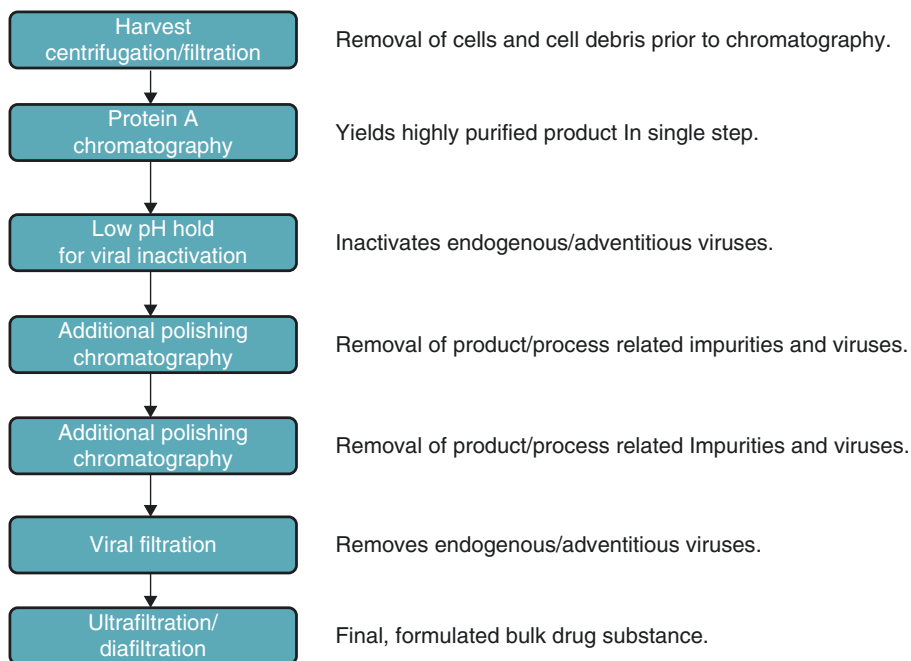 Harvest
centrifugation/filtration
Removal of cells and cell debris prior to chromatography.
Protein A
chromatography
Yields highly purified product In single step.
Low pH hold
for viral inactivation
Inactivates endogenous/adventitious viruses.
Additional polishing
chromatography
Removal of product/process related impurities and viruses.
Additional polishing
chromatography
Removal of product/process related Impurities and viruses.
Viral filtration
Removes endogenous/adventitious viruses.
Ultrafiltration/
diafiltration
Final, formulated bulk drug substance.